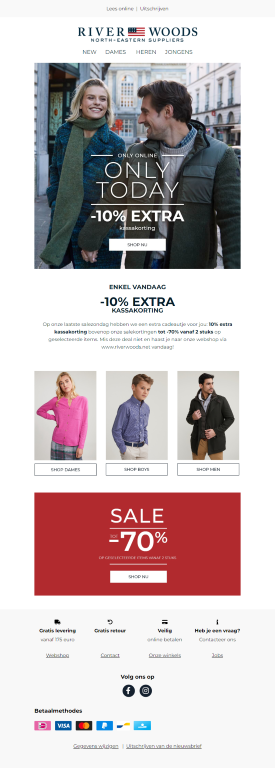 Lees online | Uitschrijven
RIVER WOODS
NORTH-EASTERN SUPPLIERS
NEW DAMES HEREN JONGENS
ONLY ONLINE
ONLY
TODAY
-10% EXTRA
kassakorting
SHOP NU
ENKEL VANDAAG
-10% EXTRA
KASSAKORTING
Op onze laatste salesondag hebben we een extra cadeautje voor jou: 10% extra
kassakorting bovenop onze solekortingen tot -70% vanaf 2 stuks op
geselecteerde items. Mis deze deal niet en haast je naar onze webshop via
www.riverwoods.net vandaag!
SHOP DAMES
SHOP BOYS
SHOP MEN
SALE
TOT -70%
OP GESELECTEERDE ITEMS VANAF 2 STUKS
SHOP NU
Gratis levering
vanaf 175 euro
Gratis retour
Veilig
online betalen
Heb je een vraag?
Contacteer ons
Webshop Contact Onze winkels Jobs
Volg ons op
Betaalmethodes
VISA
PayPal
Gegevens wijzigen | Uitschrijven van de nieuwsbrief